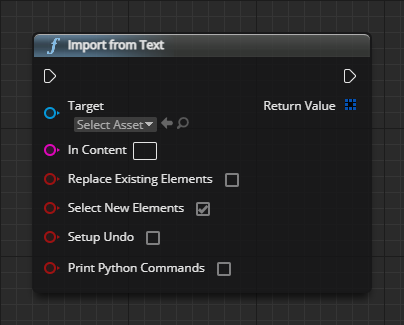 Import from Text
Target
Return Value
Select Asset
In Content
Replace Existing Elements
Select New Elements
Setup Undo
Print Python Commands